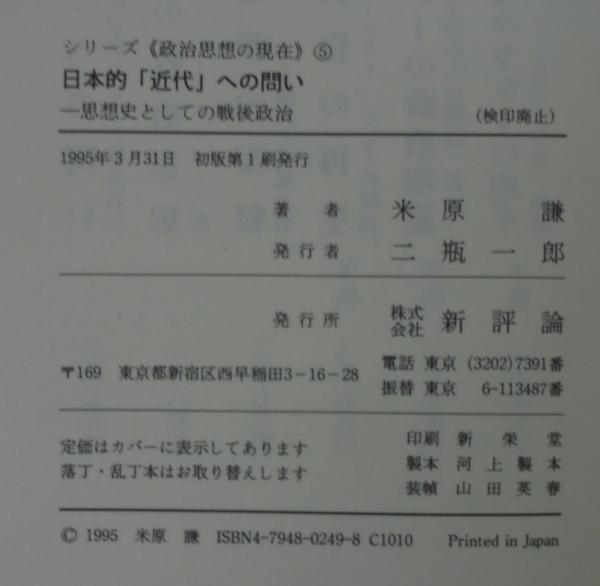 シリーズ《政治思想の現在》⑤
日本的「近代」への問い
―思想史としての戦後政治 (検印廃止)
1995年3月31日 初版第1刷発行
著者 米原 謙
発行者 二瓶一郎
発行所 株式会社 新評論
〒169 東京都新宿区西早稲田3-16-28
電話 東京 (3202)7391番
振替 東京 6-113487番
定価はカバーに表示してあります
落丁・乱丁本はお取り替えします
印刷 新栄堂
製本 河上製本
装幀 山田英春
© 1995 米原 謙 ISBN4-7948-0249-8 C1010 Printed in Japan